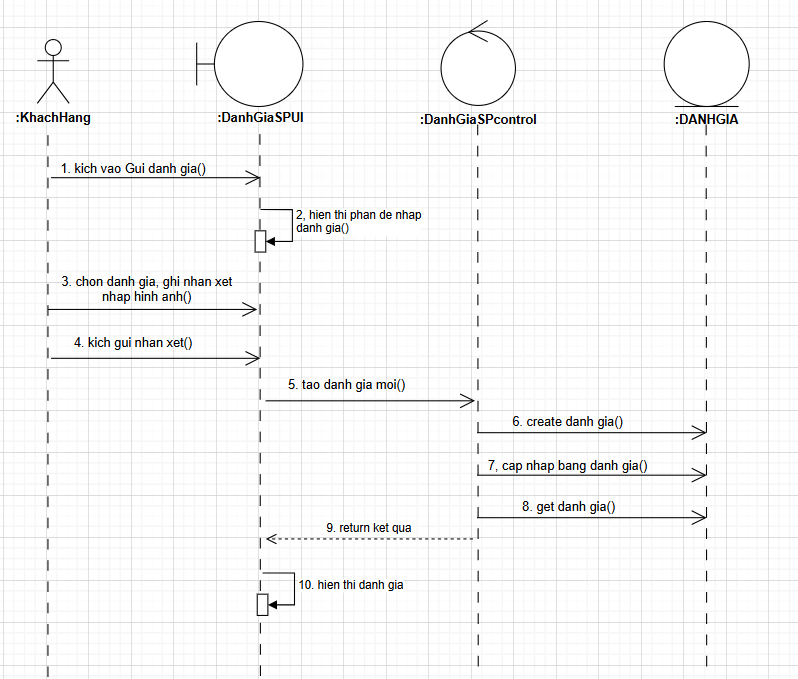 :KhachHang
:DanhGiaSPUI
:DanhGiaSPcontrol
:DANHGIA
1. kich vao Gui danh gia()
2, hien thi phan de nhap
danh gia()
3. chon danh gia, ghi nhan xet
nhap hinh anh()
4. kich gui nhan xet()
5. tao danh gia moi()
6. create danh gia()
7, cap nhap bang danh gia()
8. get danh gia()
9. return ket qua
10. hien thi danh gia